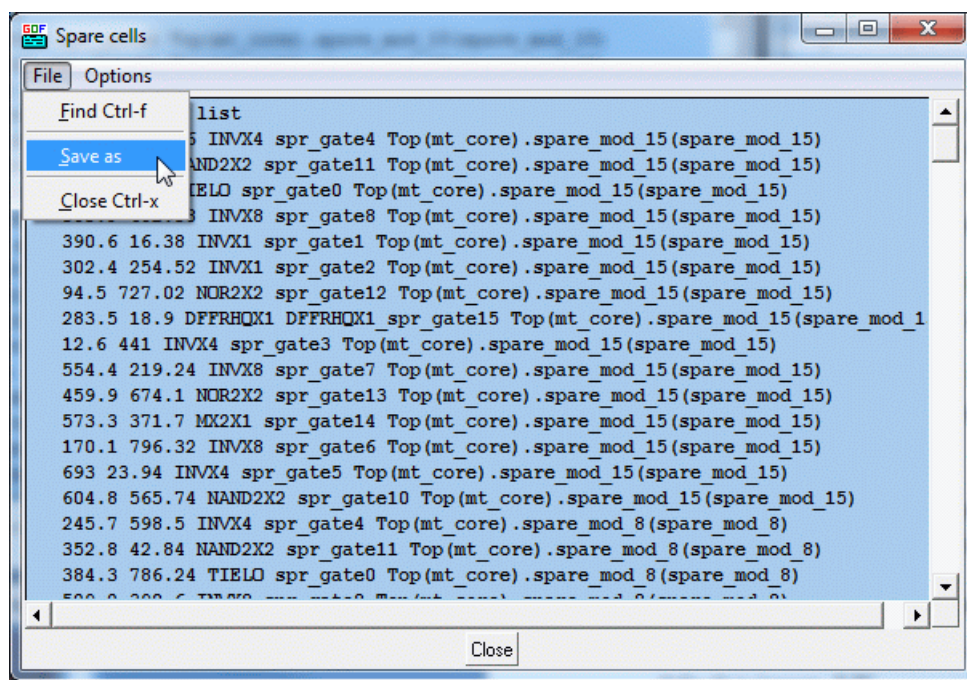 GOF Spare cells
File Options
Find Ctrl-f
Save as
Close Ctrl-x
list
INVX4 spr_gate4 Top(mt_core).spare_mod_15(spare_mod_15)
spr_gate11 Top(mt_core).spare_mod_15(spare_mod_15)
spr_gate0 Top(mt_core).spare_mod_15(spare_mod_15)
INVX8 spr_gate8 Top(mt_core).spare_mod_15(spare_mod_15)
390.6 16.38 INVX1 spr_gate1 Top(mt_core).spare_mod_15(spare_mod_15)
302.4 254.52 INVX1 spr_gate2 Top(mt_core).spare_mod_15(spare_mod_15)
94.5 727.02 NOR2X2 spr_gate12 Top(mt_core).spare_mod_15(spare_mod_15)
283.5 18.9 DFFRHQX1 DFFRHQX1_spr_gate15 Top(mt_core).spare_mod_15(spare_mod_1
12.6 441 INVX4 spr_gate3 Top(mt_core).spare_mod_15(spare_mod_15)
554.4 219.24 INVX8 spr_gate7 Top(mt_core).spare_mod_15(spare_mod_15)
459.9 674.1 NOR2X2 spr_gate13 Top(mt_core).spare_mod_15(spare_mod_15)
573.3 371.7 MX2X1 spr_gate14 Top(mt_core).spare_mod_15(spare_mod_15)
170.1 796.32 INVX8 spr_gate6 Top(mt_core).spare_mod_15(spare_mod_15)
693 23.94 INVX4 spr_gate5 Top(mt_core).spare_mod_15(spare_mod_15)
604.8 565.74 NAND2X2 spr_gate10 Top(mt_core).spare_mod_15(spare_mod_15)
245.7 598.5 INVX4 spr_gate4 Top(mt_core).spare_mod_8(spare_mod_8)
352.8 42.84 NAND2X2 spr_gate11 Top(mt_core).spare_mod_8(spare_mod_8)
384.3 786.24 TIELO spr_gate0 Top(mt_core).spare_mod_8(spare_mod_8)
Close